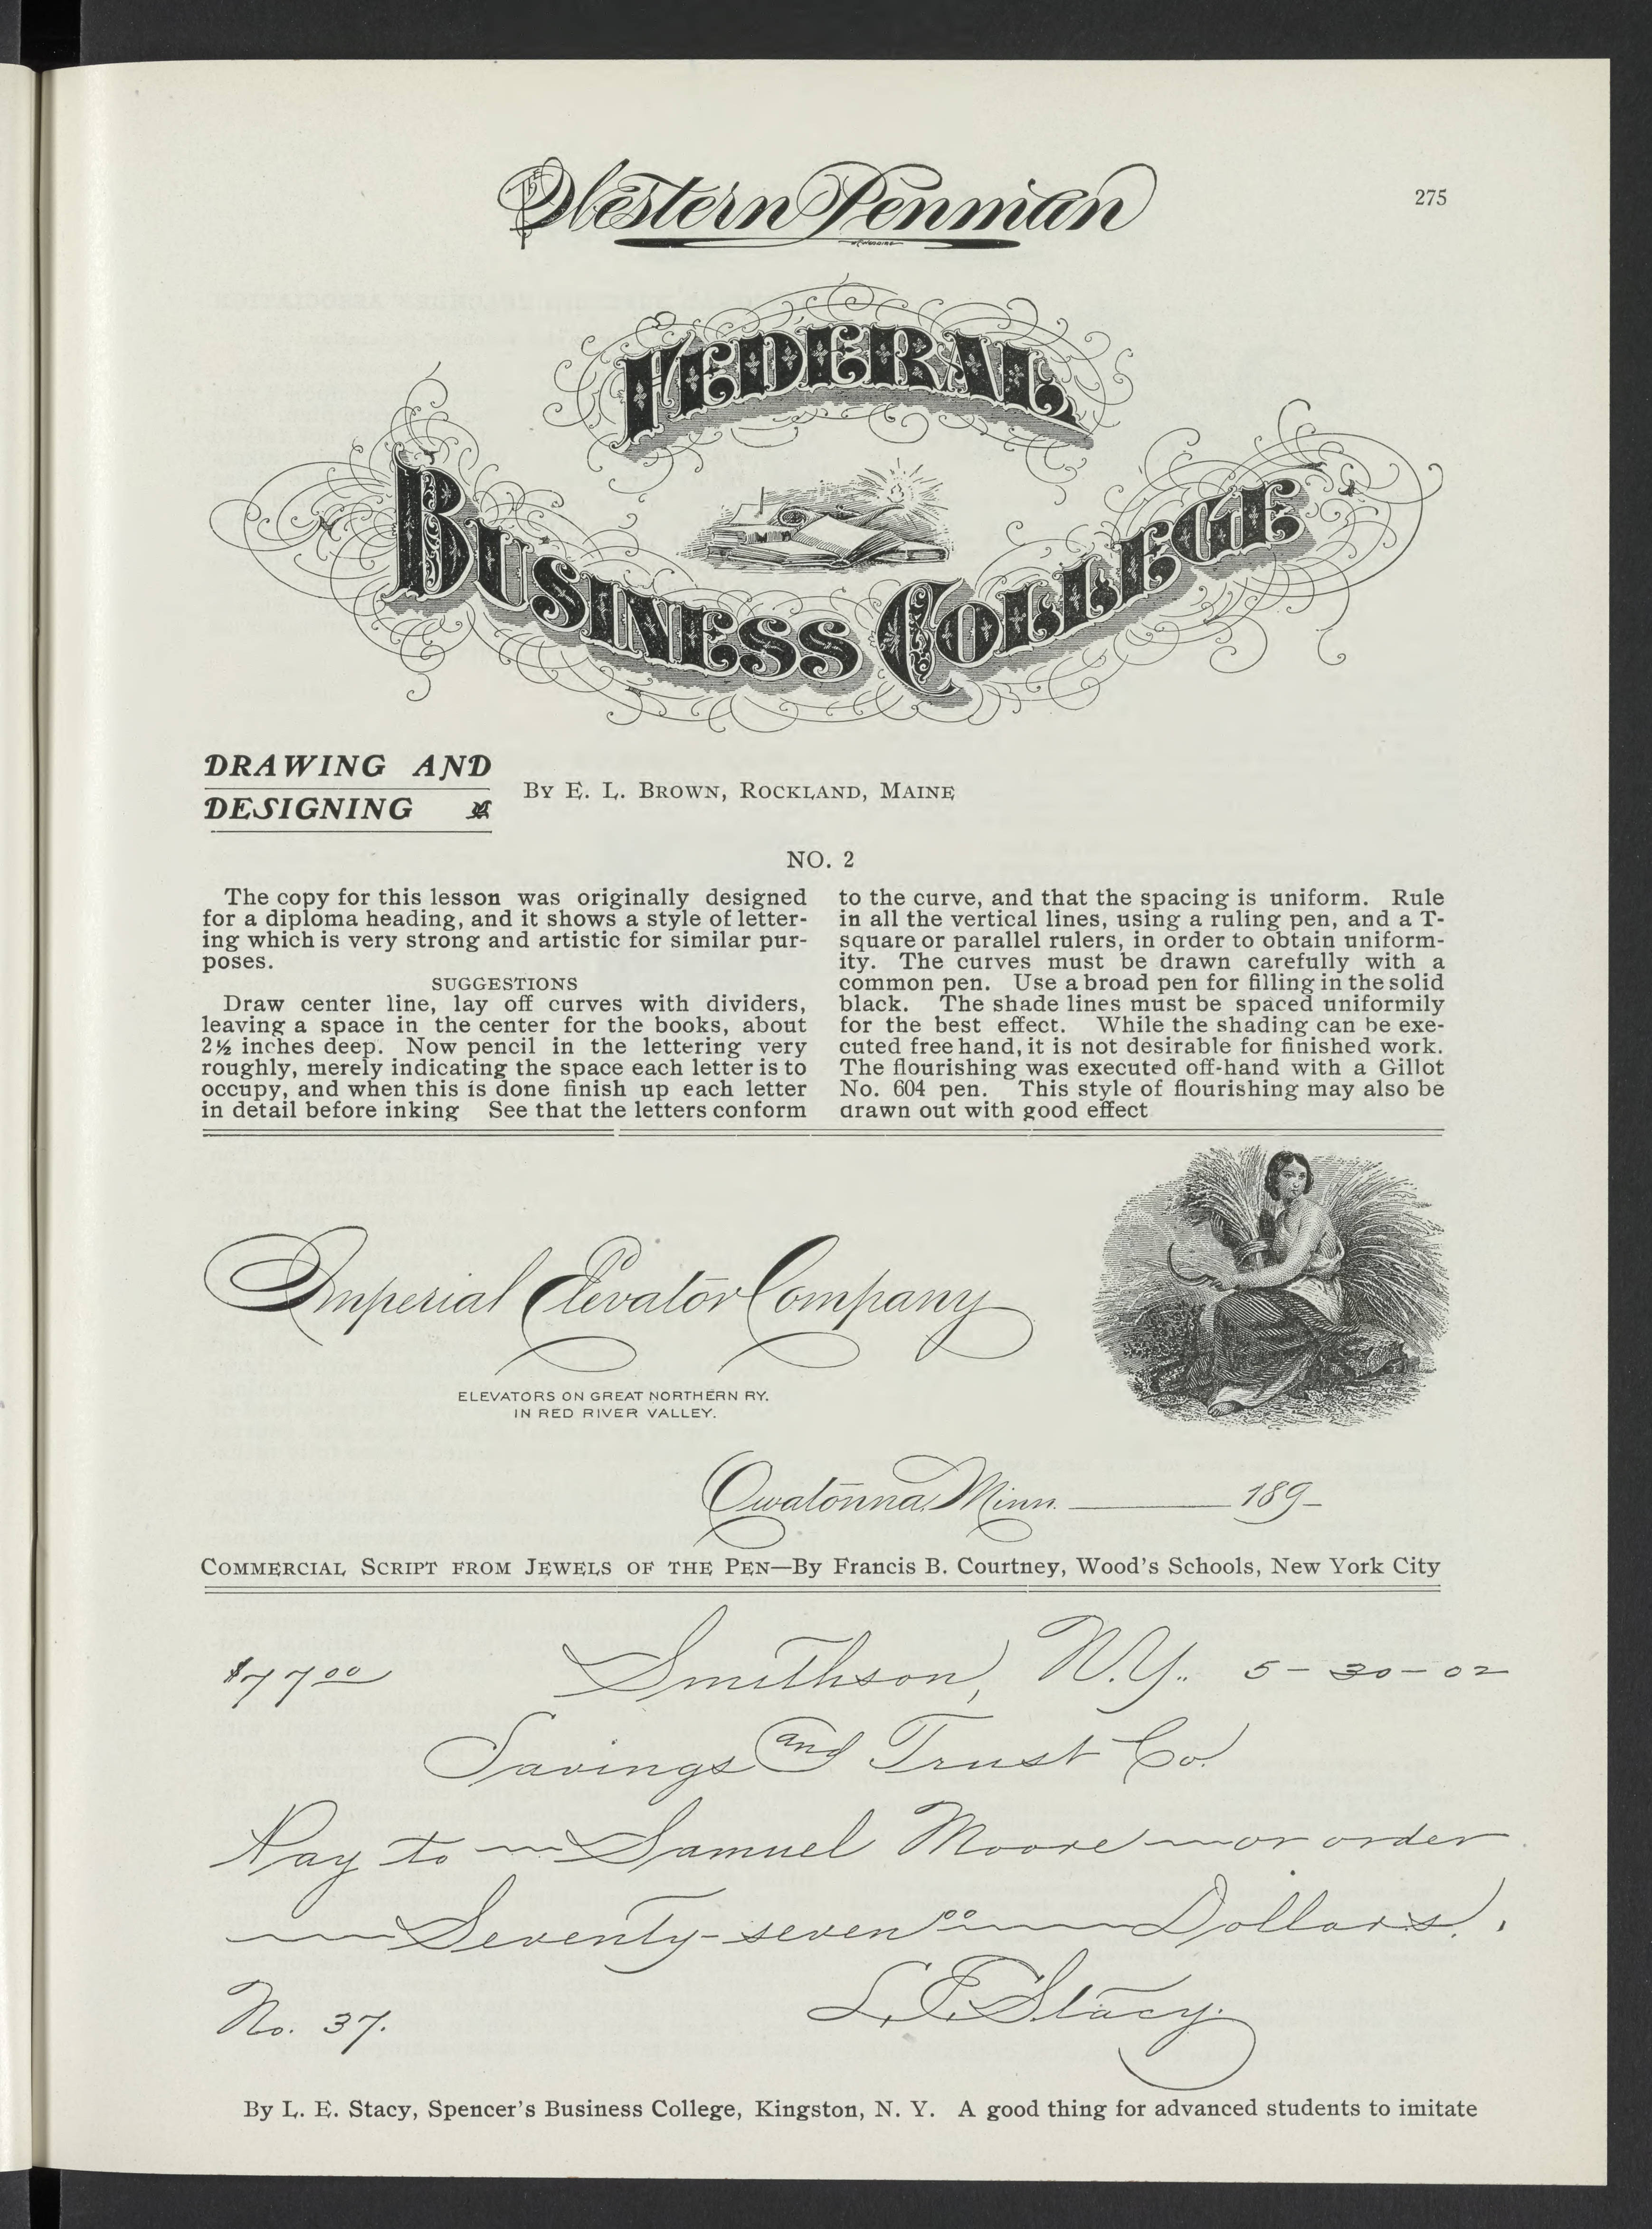 The Western Penman
275
FEDERAL
BUSINESS COLLEGE
DRAWING AND
DESIGNING
BY E. L. BROWN, ROCKLAND, MAINE
NO. 2
The copy for this lesson was originally designed
for a diploma heading, and it shows a style of letter-
ing which is very strong and artistic for similar pur-
poses.
SUGGESTIONS
Draw center line, lay off curves with dividers,
leaving a space in the center for the books, about
2½ inches deep. Now pencil in the lettering very
roughly, merely indicating the space each letter is to
occupy, and when this is done finish up each letter
in detail before inking See that the letters conform
to the curve, and that the spacing is uniform. Rule
in all the vertical lines, using a ruling pen, and a T-
square or parallel rulers, in order to obtain uniform-
ity. The curves must be drawn carefully with a
common pen. Use a broad pen for filling in the solid
black. The shade lines must be spaced uniformily
for the best effect. While the shading can be exe-
cuted free hand, it is not desirable for finished work.
The flourishing was executed off-hand with a Gillot
No. 604 pen. This style of flourishing may also be
drawn out with good effect
Imperial Elevator Company
ELEVATORS ON GREAT NORTHERN RY.
IN RED RIVER VALLEY.
Owatonna, Minn. 189_
COMMERCIAL SCRIPT FROM JEWELS OF THE PEN—By Francis B. Courtney, Wood's Schools, New York City
$77 00 Smithson, N.Y., 5-30-02
Savings and Trust Co.
Pay to Samuel Moore or order
Seventy-seven 00 Dollars.
No. 37. L. E. Stacy.
By L. E. Stacy, Spencer's Business College, Kingston, N. Y. A good thing for advanced students to imitate